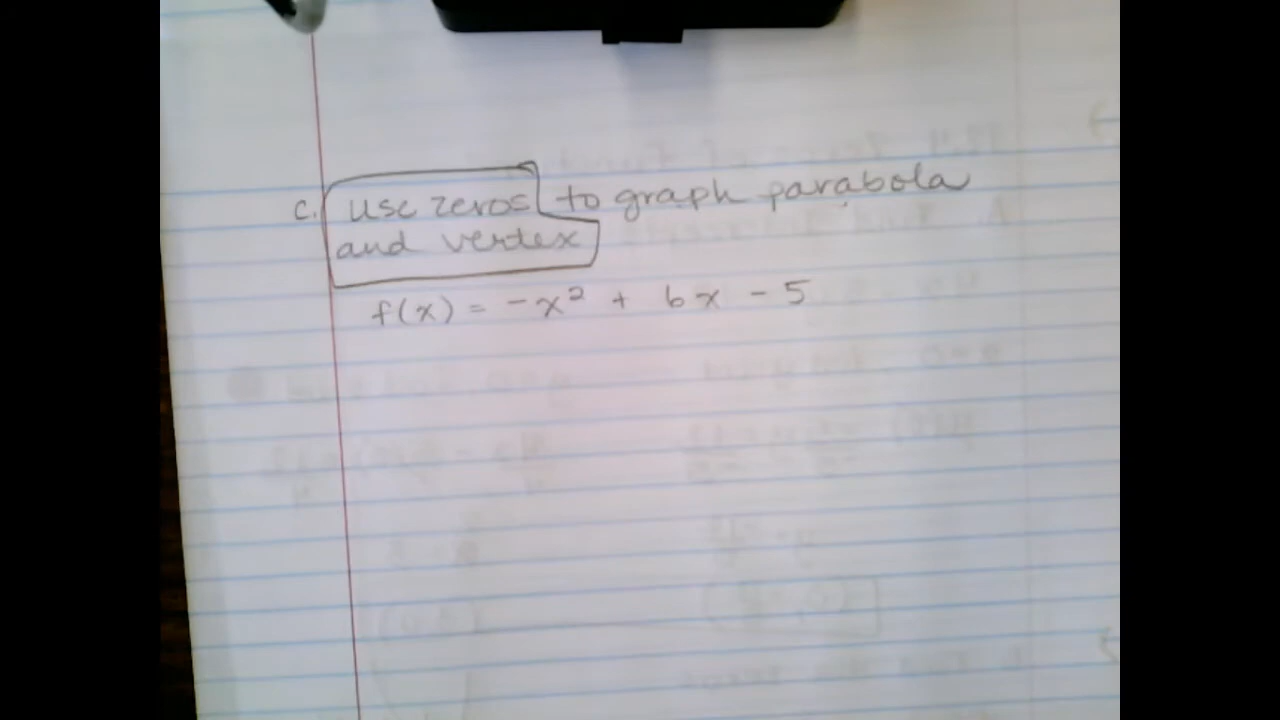 c. use zeros to graph parabola
and vertex
f(x) = -x² + 6x - 5